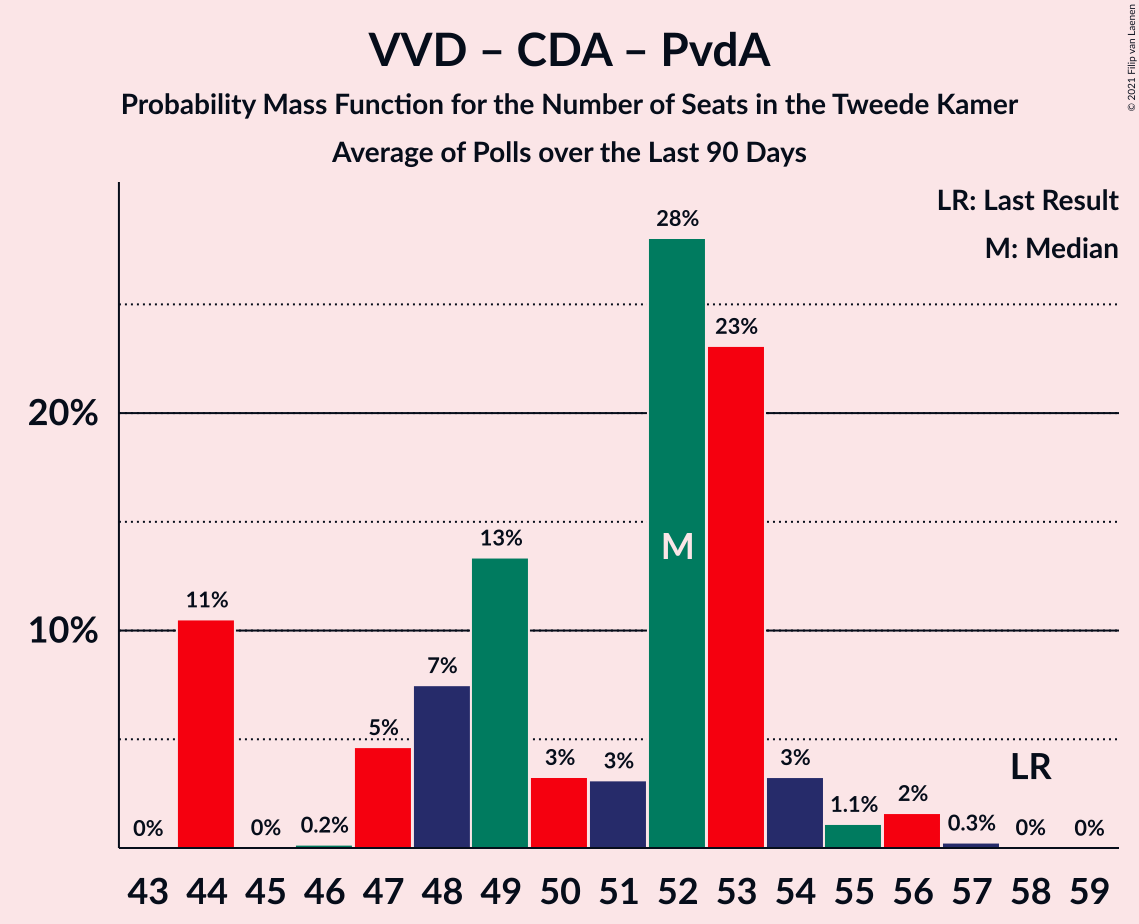 VVD – CDA – PvdA
Probability Mass Function for the Number of Seats in the Tweede Kamer
Average of Polls over the Last 90 Days
© 2021 Filip van Laenen
LR: Last Result
M: Median
20%
10%
0%
11%
0%
0.2%
5%
7%
13%
3%
3%
28%
M
23%
3%
1.1%
2%
0.3%
LR
0%
0%
43 44 45 46 47 48 49 50 51 52 53 54 55 56 57 58 59